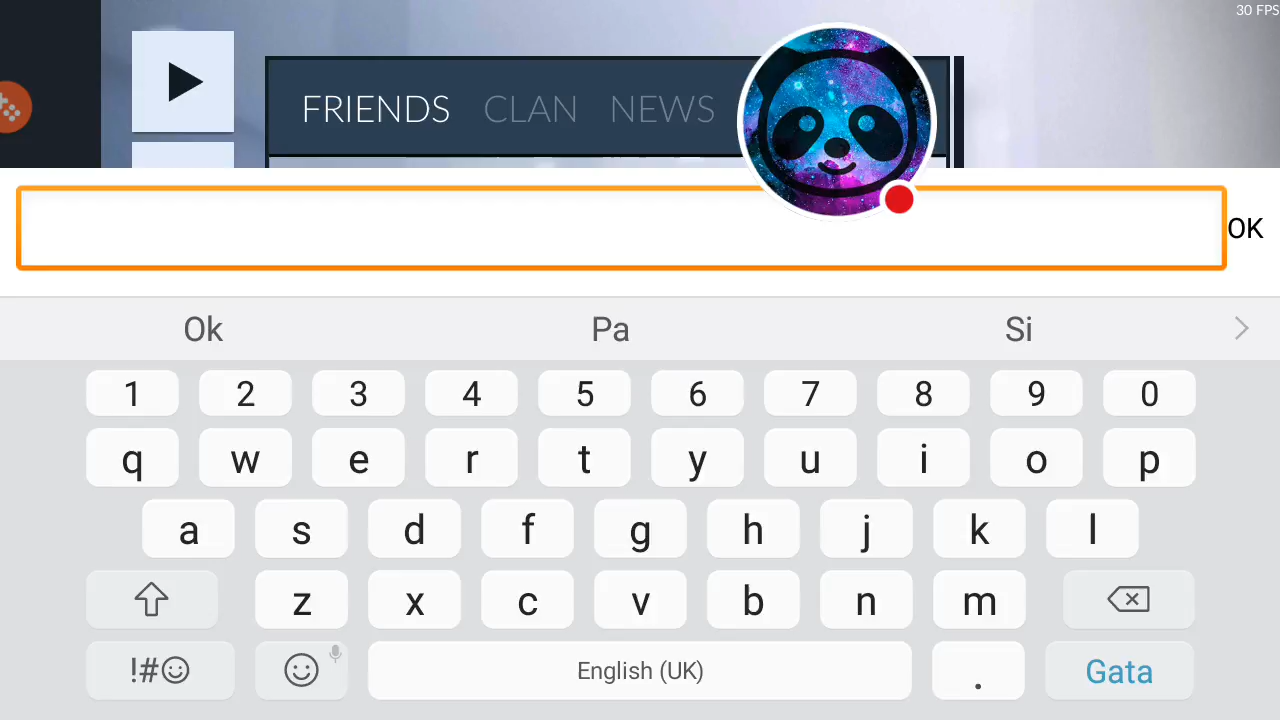 30 FPS
FRIENDS CLAN NEWS
OK
Ok Pa Si
1 2 3 4 5 6 7 8 9 0
q w e r t y u i o p
a s d f g h j k l
z x c v b n m
!#☺ English (UK) . Gata